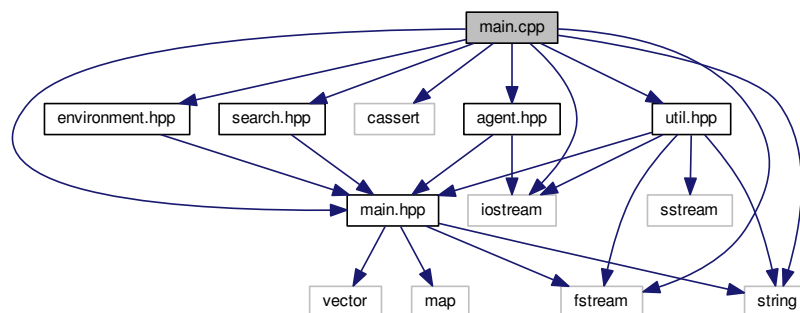 main.cpp
environment.hpp
search.hpp
cassert
agent.hpp
util.hpp
main.hpp
iostream
sstream
vector
map
fstream
string